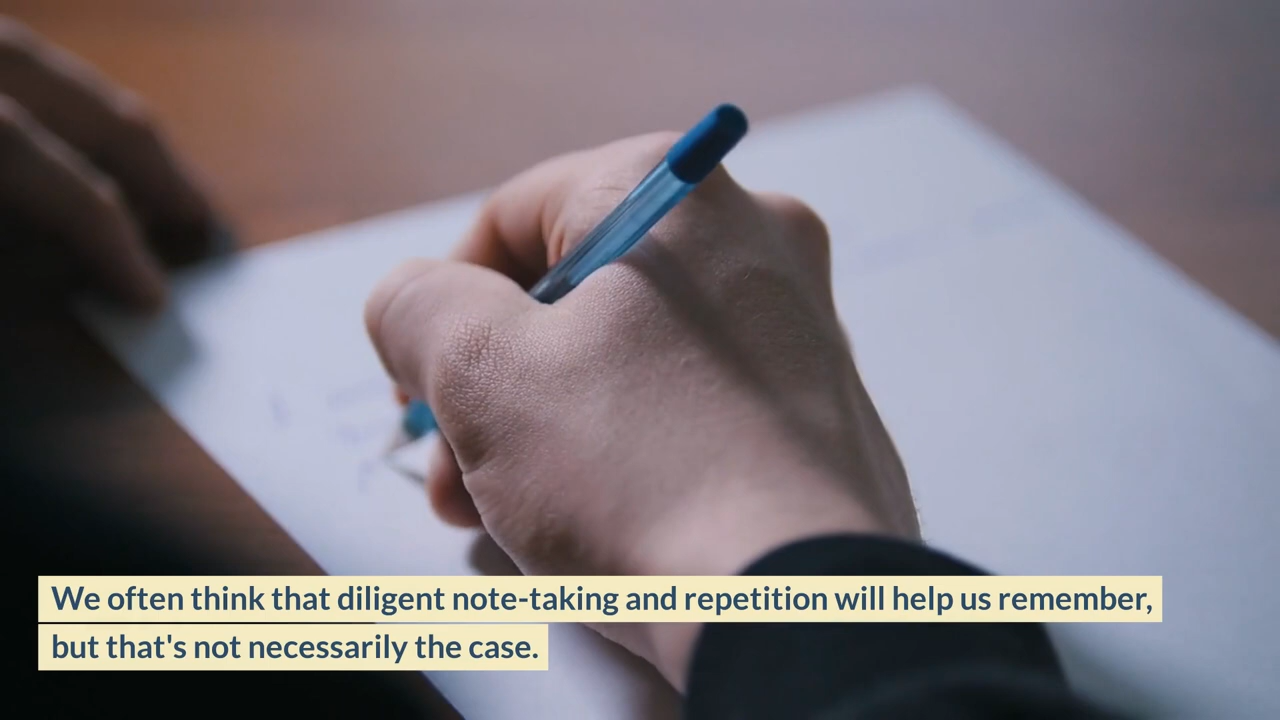 We often think that diligent note-taking and repetition will help us remember,
but that's not necessarily the case.